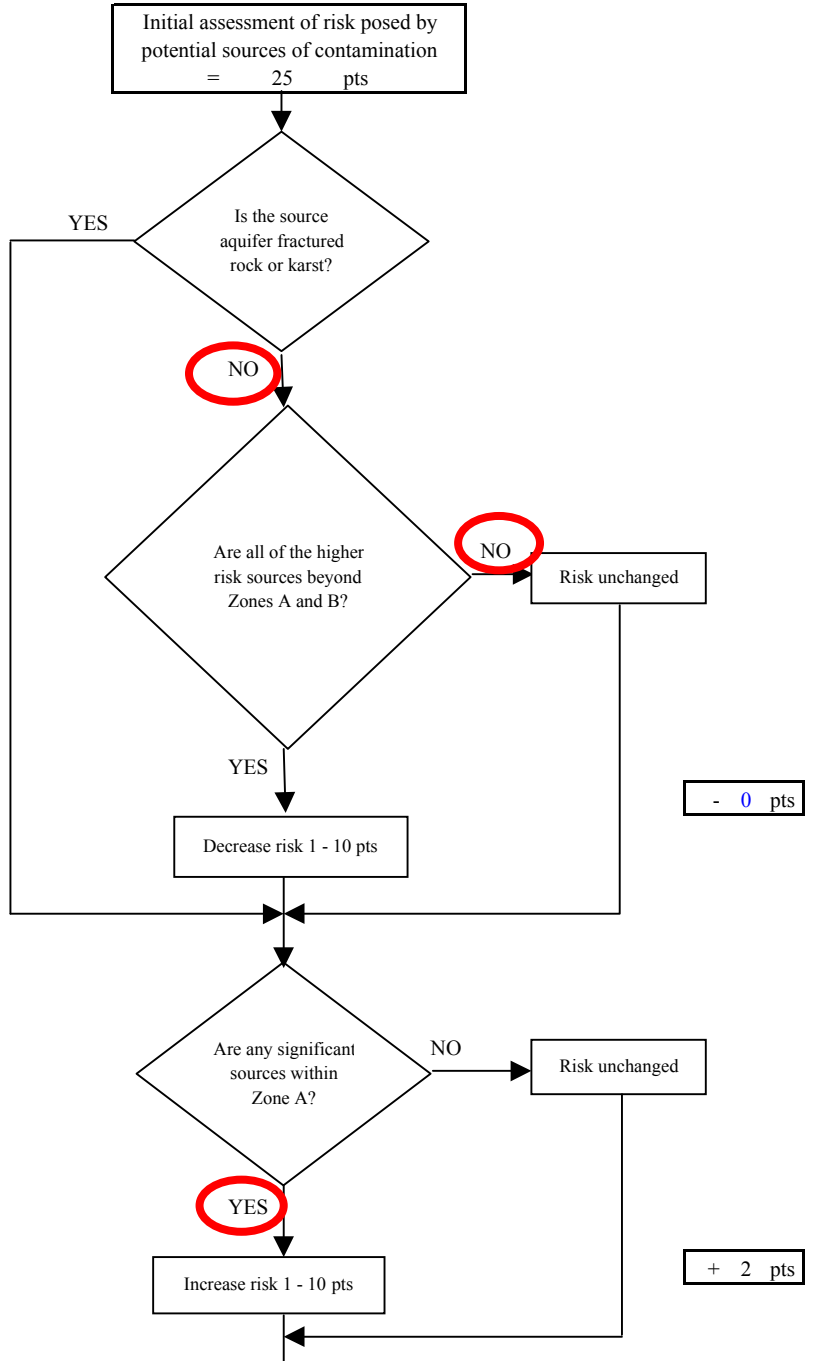 Initial assessment of risk posed by
potential sources of contamination
= 25 pts
YES
Is the source
aquifer fractured
rock or karst?
NO
Are all of the higher
risk sources beyond
Zones A and B?
NO
Risk unchanged
YES
- 0 pts
Decrease risk 1 - 10 pts
Are any significant
sources within
Zone A?
NO
Risk unchanged
YES
+ 2 pts
Increase risk 1 - 10 pts